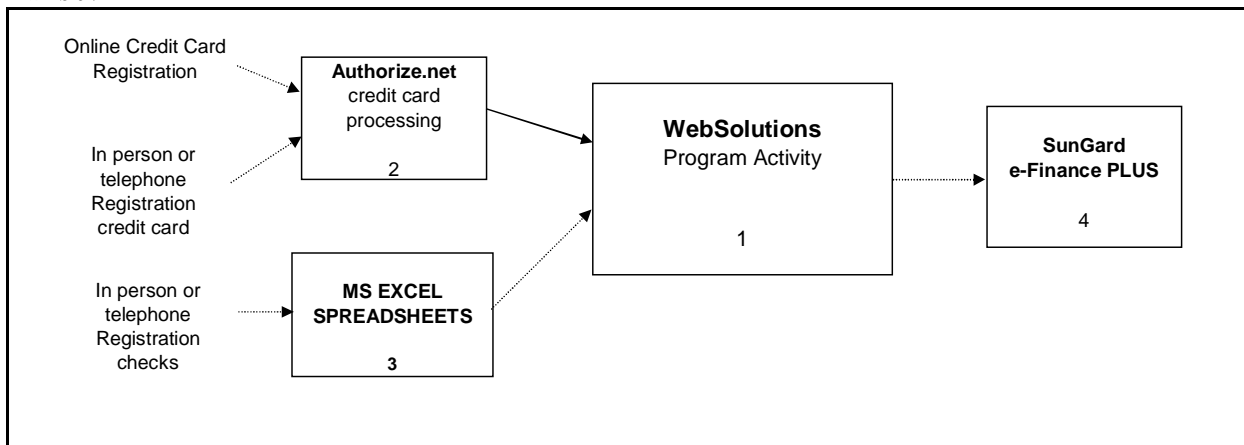 Online Credit Card
Registration
Authorize.net
credit card
processing
2
In person or
telephone
Registration
credit card
WebSolutions
Program Activity
1
SunGard
e-Finance PLUS
4
In person or
telephone
Registration
checks
MS EXCEL
SPREADSHEETS
3